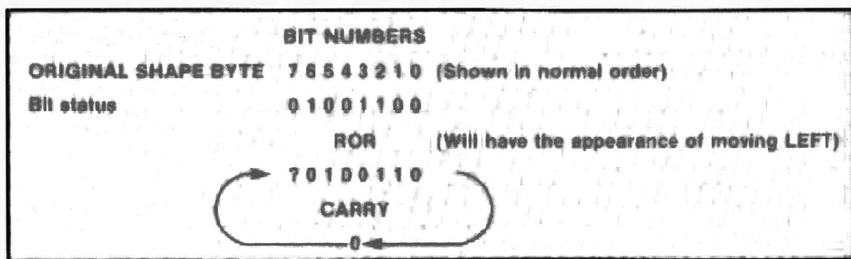 BIT NUMBERS
ORIGINAL SHAPE BYTE 7 6 5 4 3 2 1 0 (Shown in normal order)
Bit status 0 1 0 0 1 1 0 0
ROR (Will have the appearance of moving LEFT)
? 0 1 0 0 1 1 0
CARRY
0